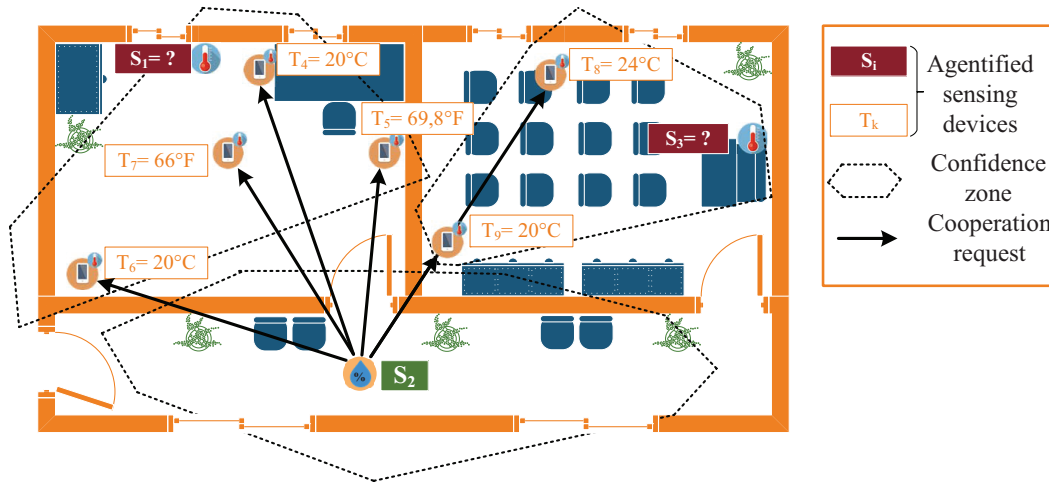 S1= ?
T4= 20°C
T8= 24°C
T5= 69,8°F
T7= 66°F
S3= ?
T9= 20°C
T6= 20°C
%
S2
Si
Tk
Agentified
sensing
devices
Confidence
zone
Cooperation
request